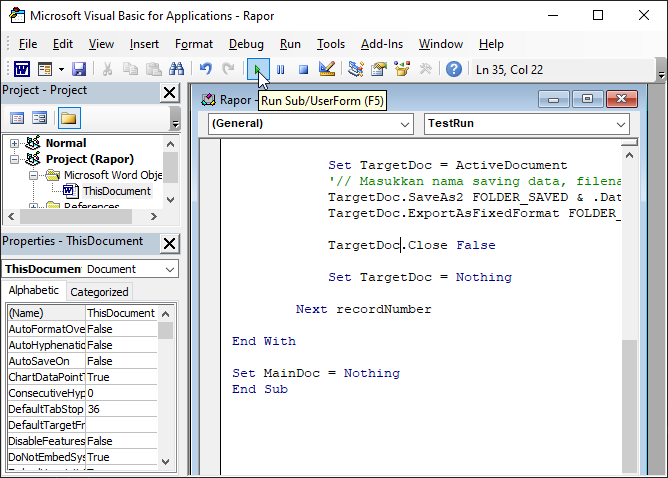 Microsoft Visual Basic for Applications - Rapor
File Edit View Insert Format Debug Run Tools Add-Ins Window Help
Ln 35, Col 22
Run Sub/UserForm (F5)
Project - Project
Normal
Project (Rapor)
Microsoft Word Obje
ThisDocument
References
Properties - ThisDocument
ThisDocument Document
Alphabetic Categorized
(Name) ThisDocument
AutoFormatOve False
AutoHyphenatio False
AutoSaveOn False
ChartDataPointT True
ConsecutiveHyp 0
DefaultTabStop 36
DefaultTargetFr
DisableFeatures False
DoNotEmbedSys True
Rapor -
(General) TestRun
Set TargetDoc = ActiveDocument
'// Masukkan nama saving data, filena
TargetDoc.SaveAs2 FOLDER_SAVED & .Dat
TargetDoc.ExportAsFixedFormat FOLDER_
TargetDoc.Close False
Set TargetDoc = Nothing
Next recordNumber
End With
Set MainDoc = Nothing
End Sub